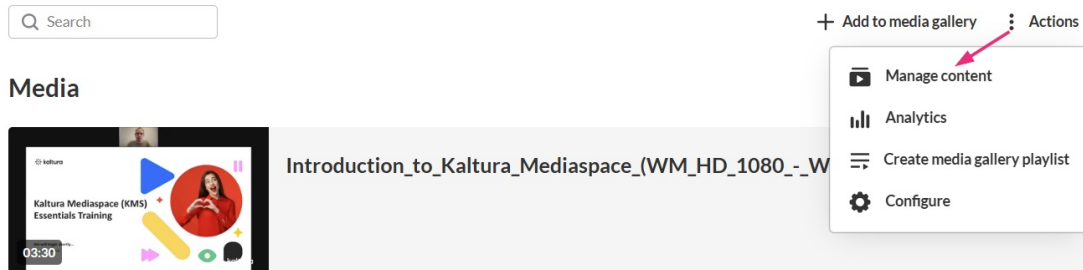 Search
Add to media gallery
Actions
Manage content
Analytics
Create media gallery playlist
Configure
Media
kaltura
Kaltura Mediaspace (KMS)
Essentials Training
03:30
Introduction_to_Kaltura_Mediaspace_(WM_HD_1080_-_W